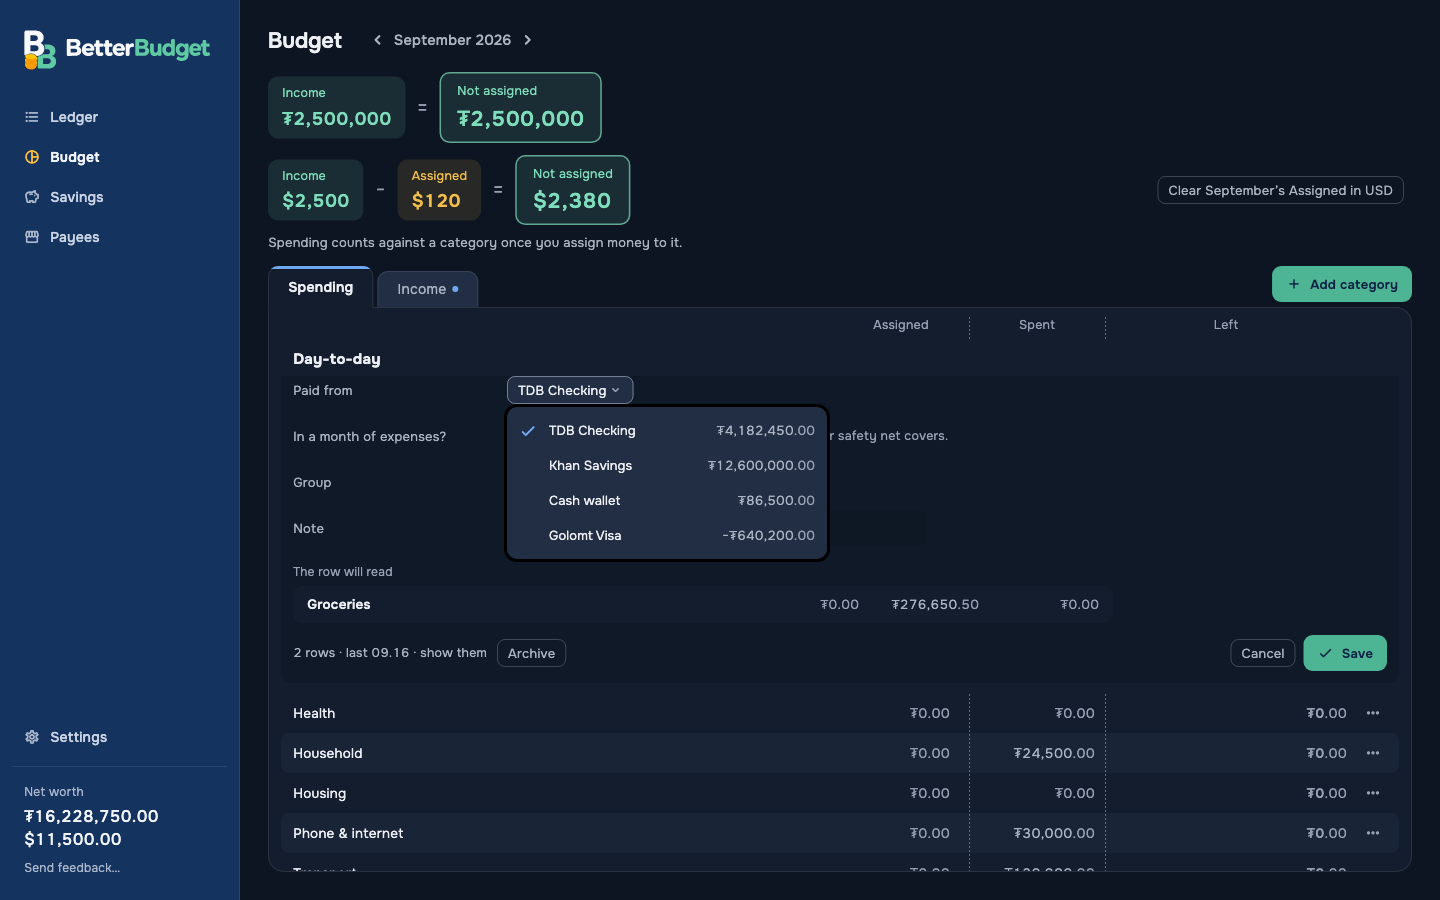 BetterBudget
Ledger
Budget
Savings
Payees
Settings
Net worth
₮16,228,750.00
$11,500.00
Send feedback...
Budget
September 2026
Income
₮2,500,000
=
Not assigned
₮2,500,000
Income
$2,500
-
Assigned
$120
=
Not assigned
$2,380
Clear September's Assigned in USD
Spending counts against a category once you assign money to it.
Spending
Income
+ Add category
Assigned Spent Left
Day-to-day
Paid from TDB Checking
TDB Checking ₮4,182,450.00
Khan Savings ₮12,600,000.00
Cash wallet ₮86,500.00
Golomt Visa -₮640,200.00
In a month of expenses? r safety net covers.
Group
Note
The row will read
Groceries ₮0.00 ₮276,650.50 ₮0.00
2 rows · last 09.16 · show them Archive Cancel Save
Health ₮0.00 ₮0.00 ₮0.00
Household ₮0.00 ₮24,500.00 ₮0.00
Housing ₮0.00 ₮0.00 ₮0.00
Phone & internet ₮0.00 ₮30,000.00 ₮0.00